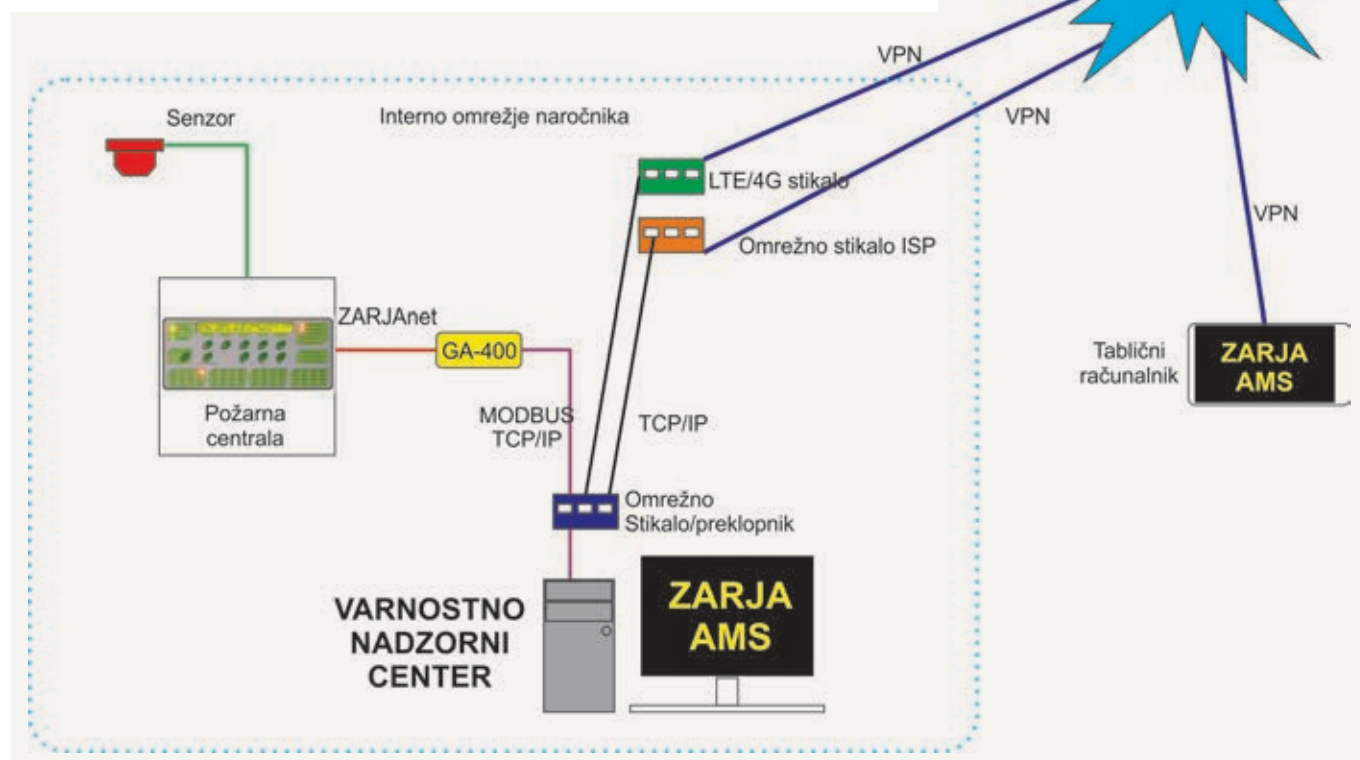 VPN
Senzor
Interno omrežje naročnika
VPN
LTE/4G stikalo
VPN
Omrežno stikalo ISP
ZARJAnet
GA-400
Tablični
računalnik
ZARJA
AMS
Požarna
centrala
MODBUS
TCP/IP
TCP/IP
Omrežno
Stikalo/preklopnik
VARNOSTNO
NADZORNI
CENTER
ZARJA
AMS